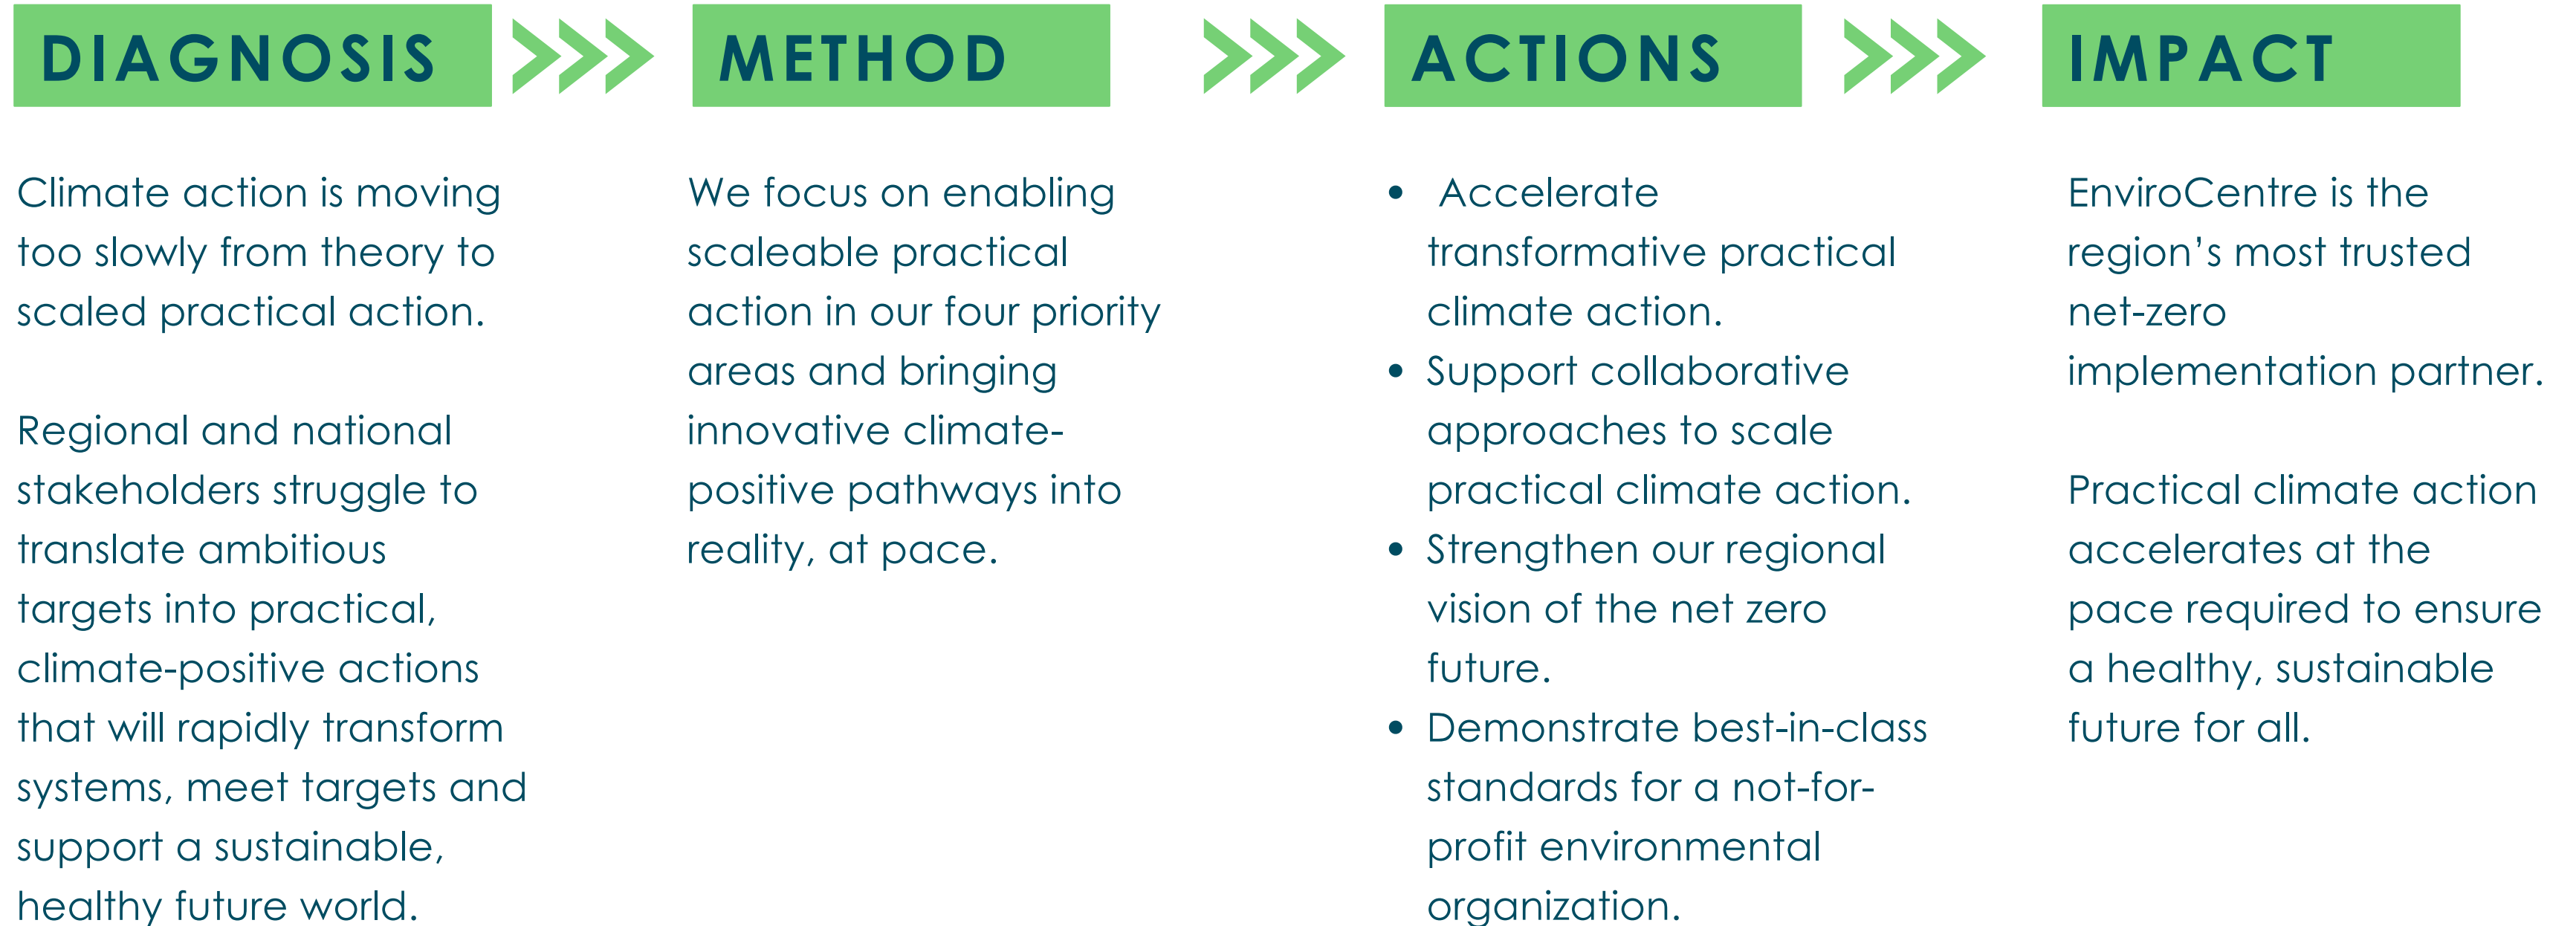 DIAGNOSIS
Climate action is moving
too slowly from theory to
scaled practical action.
Regional and national
stakeholders struggle to
translate ambitious
targets into practical,
climate-positive actions
that will rapidly transform
systems, meet targets and
support a sustainable,
healthy future world.
METHOD
We focus on enabling
scaleable practical
action in our four priority
areas and bringing
innovative climate-
positive pathways into
reality, at pace.
ACTIONS
• Accelerate
transformative practical
climate action.
• Support collaborative
approaches to scale
practical climate action.
• Strengthen our regional
vision of the net zero
future.
• Demonstrate best-in-class
standards for a not-for-
profit environmental
organization.
IMPACT
EnviroCentre is the
region’s most trusted
net-zero
implementation partner.
Practical climate action
accelerates at the
pace required to ensure
a healthy, sustainable
future for all.